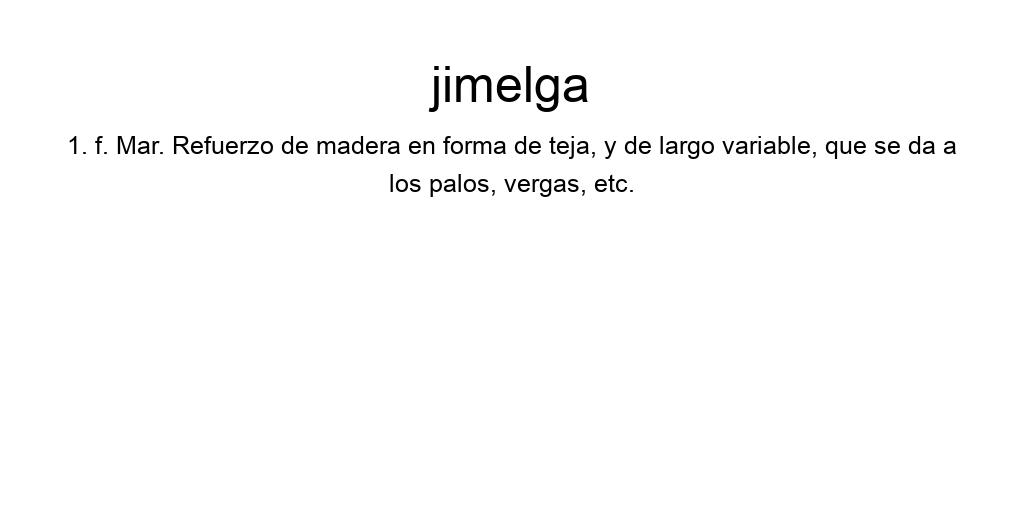 jimelga
1. f. Mar. Refuerzo de madera en forma de teja, y de largo variable, que se da a
los palos, vergas, etc.